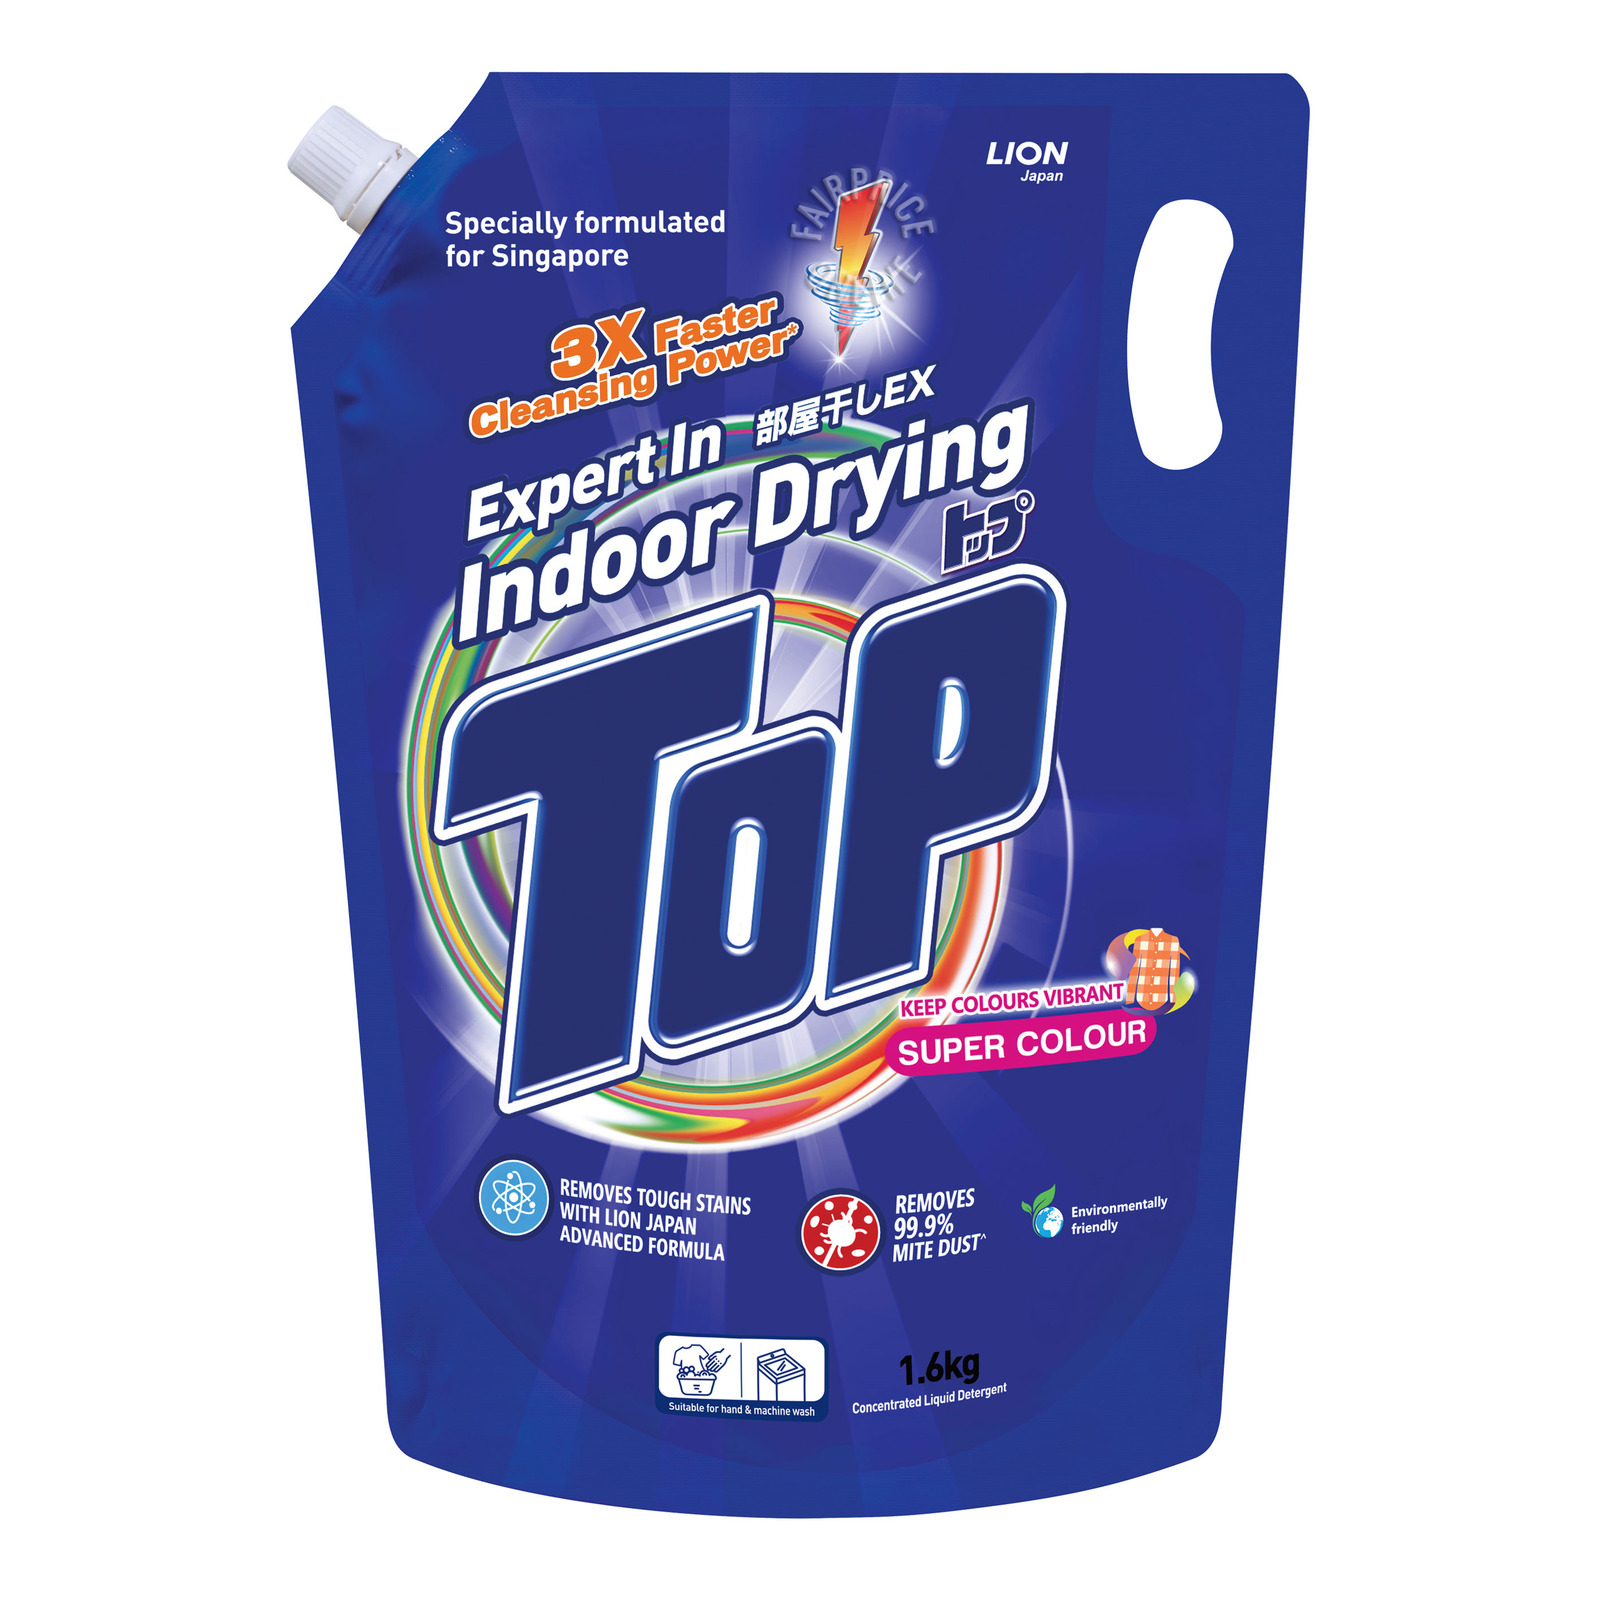 LION
Japan
Specially formulated
for Singapore
FAIRPRICE
3X Faster
Cleansing Power*
Expert In 部屋干しEX
Indoor Drying
トップ
TOP
KEEP COLOURS VIBRANT
SUPER COLOUR
REMOVES TOUGH STAINS
WITH LION JAPAN
ADVANCED FORMULA
REMOVES
99.9%
MITE DUST^
Environmentally
friendly
Suitable for hand & machine wash
1.6kg
Concentrated Liquid Detergent